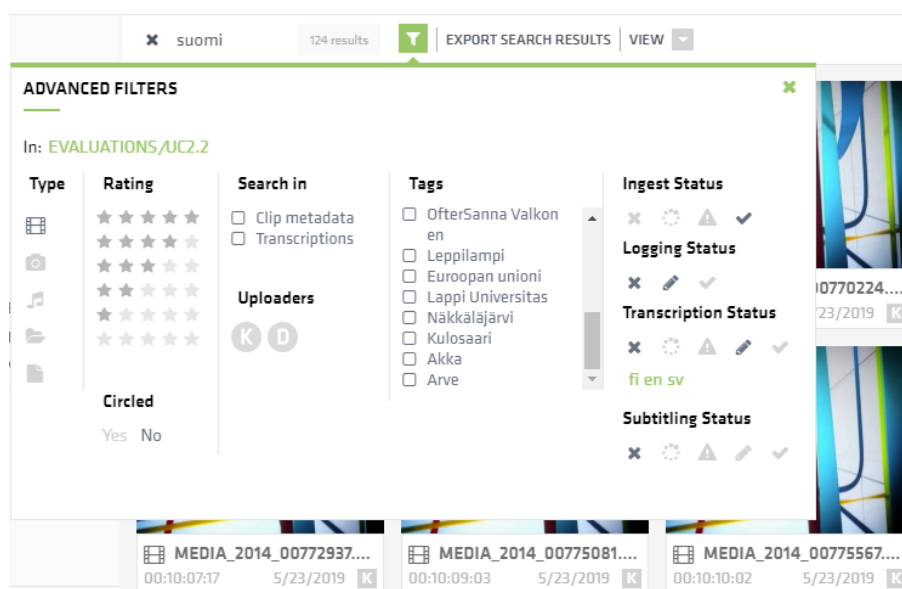 suomi 124 results EXPORT SEARCH RESULTS VIEW
ADVANCED FILTERS
In: EVALUATIONS/UC2.2
Type
Rating
Circled
Yes No
Search in
Clip metadata
Transcriptions
Uploaders
K D
Tags
OfterSanna Valkon
en
Leppilampi
Euroopan unioni
Lappi Universitas
Näkkäläjärvi
Kulosaari
Akka
Arve
Ingest Status
Logging Status
Transcription Status
fi en sv
Subtitling Status
00770224....
/23/2019 K
MEDIA_2014_00772937....
00:10:07:17 5/23/2019 K
MEDIA_2014_00775081....
00:10:09:03 5/23/2019 K
MEDIA_2014_00775567....
00:10:10:02 5/23/2019 K